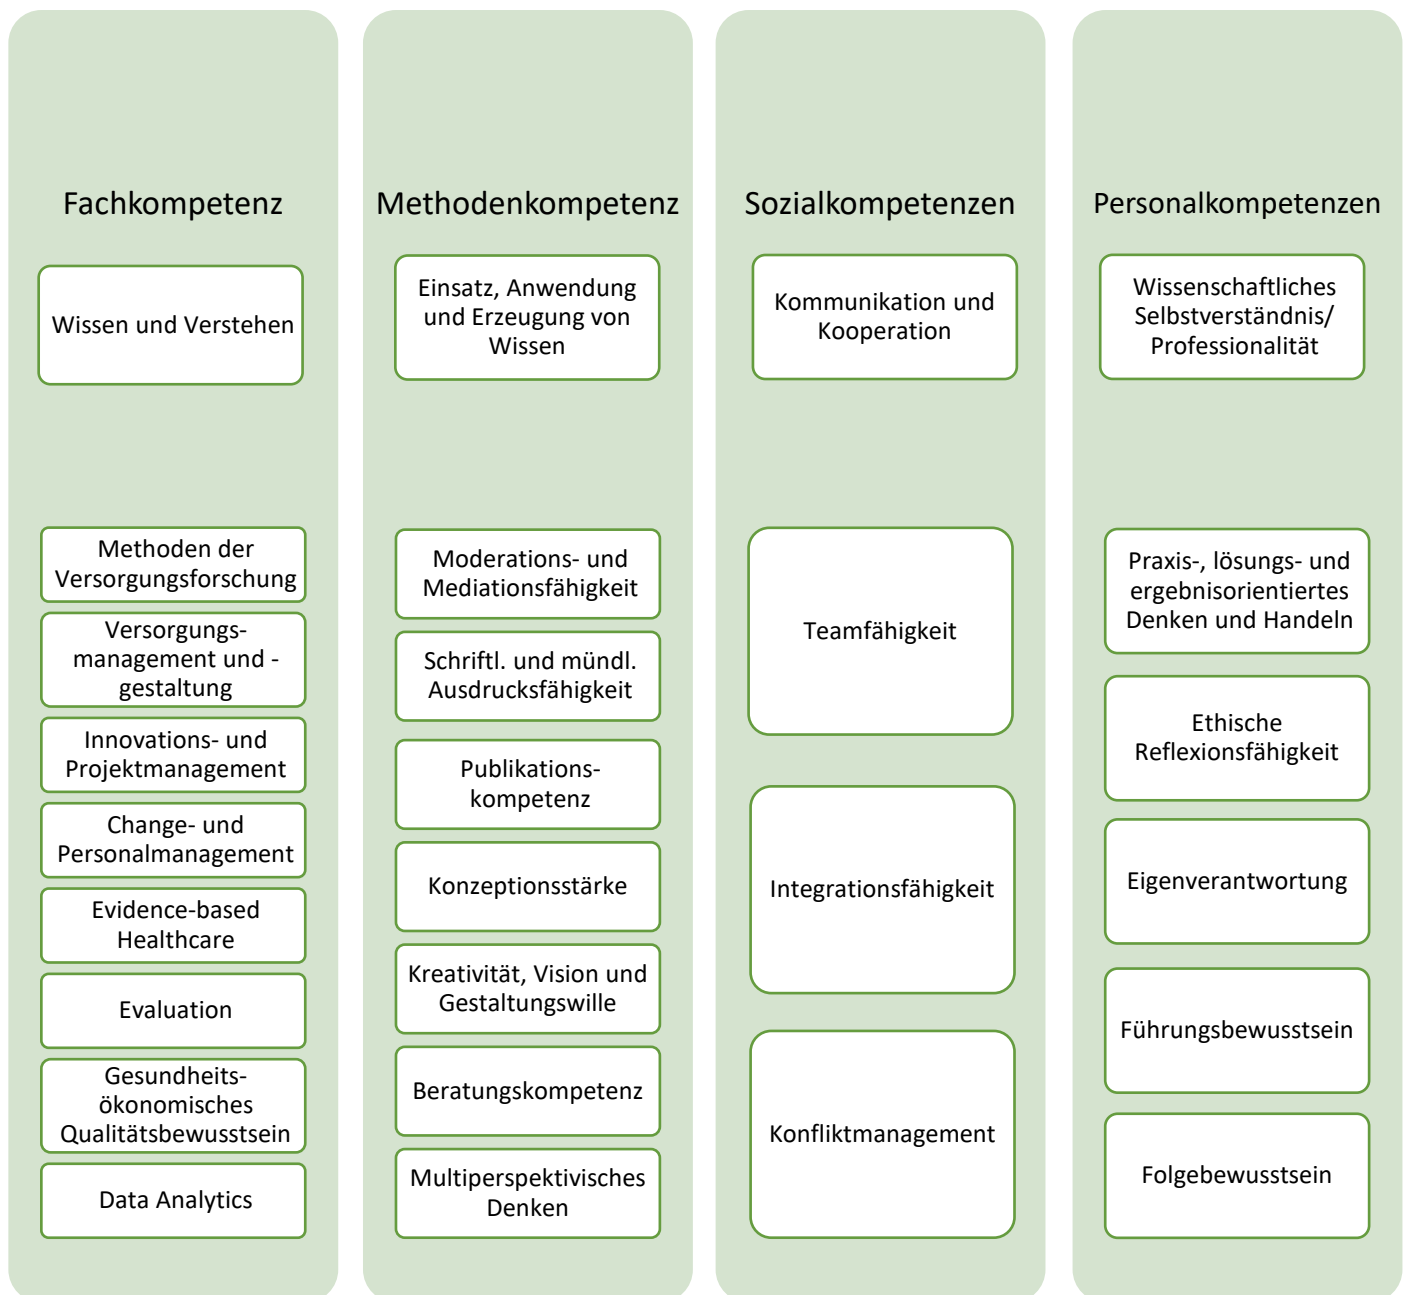 Fachkompetenz
Wissen und Verstehen
Methoden der
Versorgungsforschung
Versorgungs-
management und -
gestaltung
Innovations- und
Projektmanagement
Change- und
Personalmanagement
Evidence-based
Healthcare
Evaluation
Gesundheits-
ökonomisches
Qualitätsbewusstsein
Data Analytics
Methodenkompetenz
Einsatz, Anwendung
und Erzeugung von
Wissen
Moderations- und
Mediationsfähigkeit
Schriftl. und mündl.
Ausdrucksfähigkeit
Publikations-
kompetenz
Konzeptionsstärke
Kreativität, Vision und
Gestaltungswille
Beratungskompetenz
Multiperspektivisches
Denken
Sozialkompetenzen
Kommunikation und
Kooperation
Teamfähigkeit
Integrationsfähigkeit
Konfliktmanagement
Personalkompetenzen
Wissenschaftliches
Selbstverständnis/
Professionalität
Praxis-, lösungs- und
ergebnisorientiertes
Denken und Handeln
Ethische
Reflexionsfähigkeit
Eigenverantwortung
Führungsbewusstsein
Folgebewusstsein